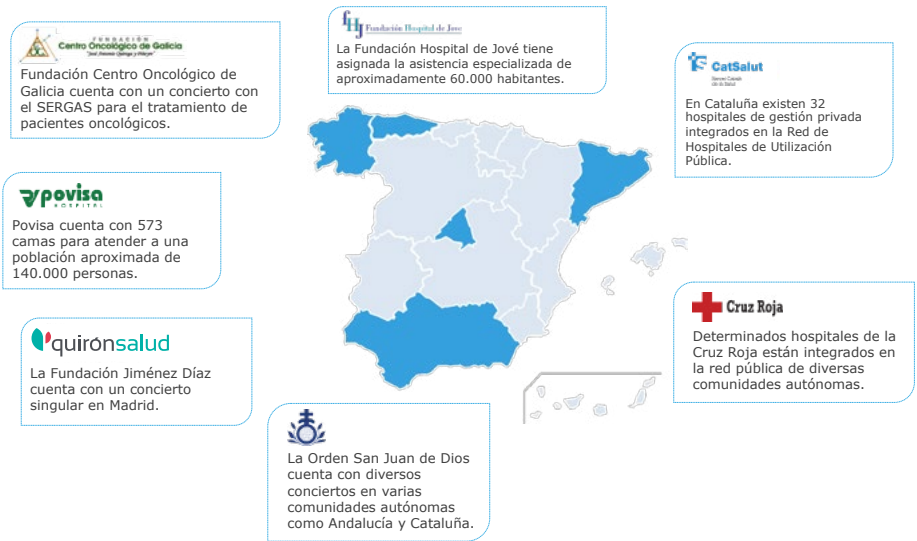 FUNDACIÓN
Centro Oncológico de Galicia
"José Antonio Quiroga y Piñeyro"
Fundación Centro Oncológico de
Galicia cuenta con un concierto con
el SERGAS para el tratamiento de
pacientes oncológicos.
fHJ Fundación Hospital de Jove
La Fundación Hospital de Jové tiene
asignada la asistencia especializada de
aproximadamente 60.000 habitantes.
CatSalut
En Cataluña existen 32
hospitales de gestión privada
integrados en la Red de
Hospitales de Utilización
Pública.
povisa
HOSPITAL
Povisa cuenta con 573
camas para atender a una
población aproximada de
140.000 personas.
quirónsalud
La Fundación Jiménez Díaz
cuenta con un concierto
singular en Madrid.
Cruz Roja
Determinados hospitales de la
Cruz Roja están integrados en
la red pública de diversas
comunidades autónomas.
La Orden San Juan de Dios
cuenta con diversos
conciertos en varias
comunidades autónomas
como Andalucía y Cataluña.